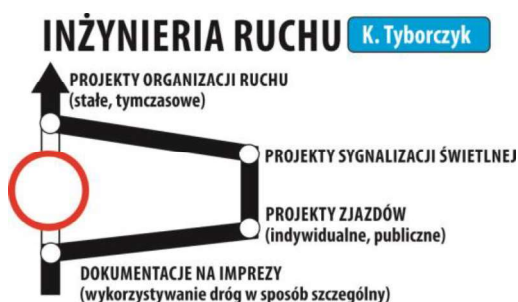 INŻYNIERIA RUCHU K. Tyborczyk
PROJEKTY ORGANIZACJI RUCHU
(stałe, tymczasowe)
PROJEKTY SYGNALIZACJI ŚWIETLNEJ
PROJEKTY ZJAZDÓW
(indywidualne, publiczne)
DOKUMENTACJE NA IMPREZY
(wykorzystywanie dróg w sposób szczególny)